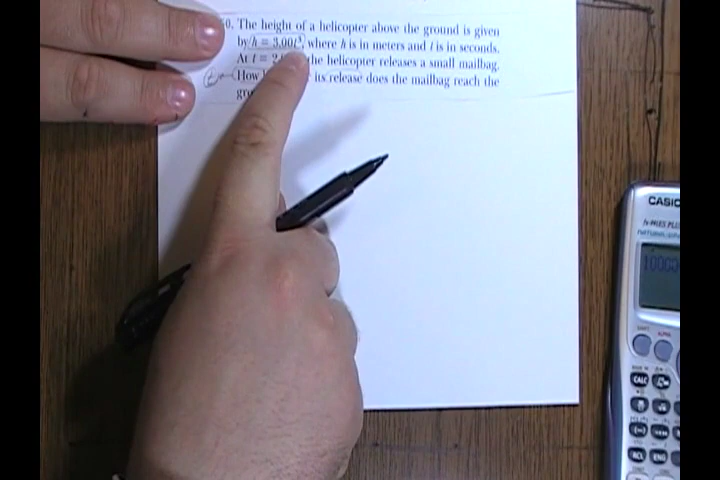 0. The height of a helicopter above the ground is given
by h = 3.00t³, where h is in meters and t is in seconds.
At t = 2 the helicopter releases a small mailbag.
How its release does the mailbag reach the
CASIO